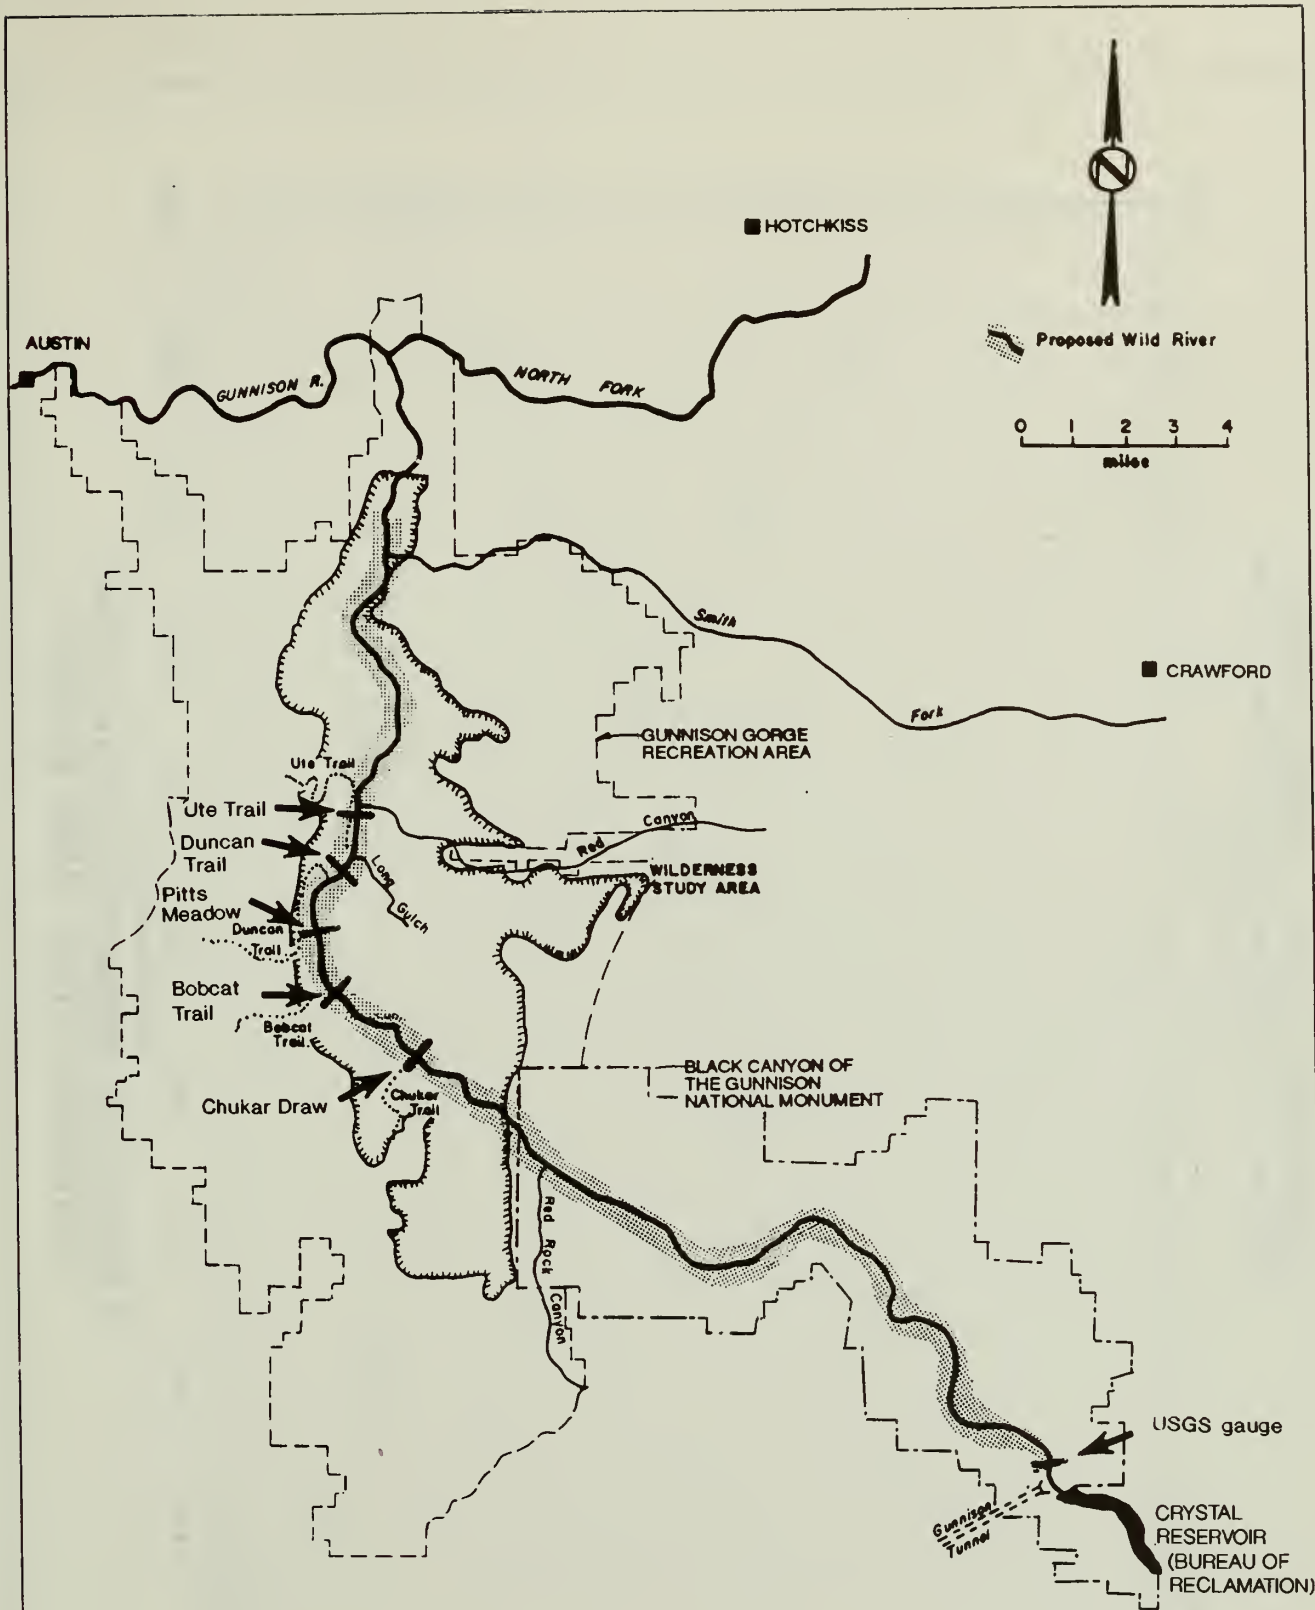 N
HOTCHKISS
Proposed Wild River
AUSTIN
GUNNISON R.
NORTH FORK
0 1 2 3 4
miles
Smith
Fork
CRAWFORD
GUNNISON GORGE
RECREATION AREA
Ute Trail
Ute Trail
Duncan
Trail
Red Canyon
WILDERNESS
STUDY AREA
Long
Gulch
Pitts
Meadow
Duncan
Trail
Bobcat
Trail
Bobcat
Trail
Chukar Draw
Chukar
Trail
BLACK CANYON OF
THE GUNNISON
NATIONAL MONUMENT
Red Rock Canyon
USGS gauge
Gunnison
Tunnel
CRYSTAL
RESERVOIR
(BUREAU OF
RECLAMATION)